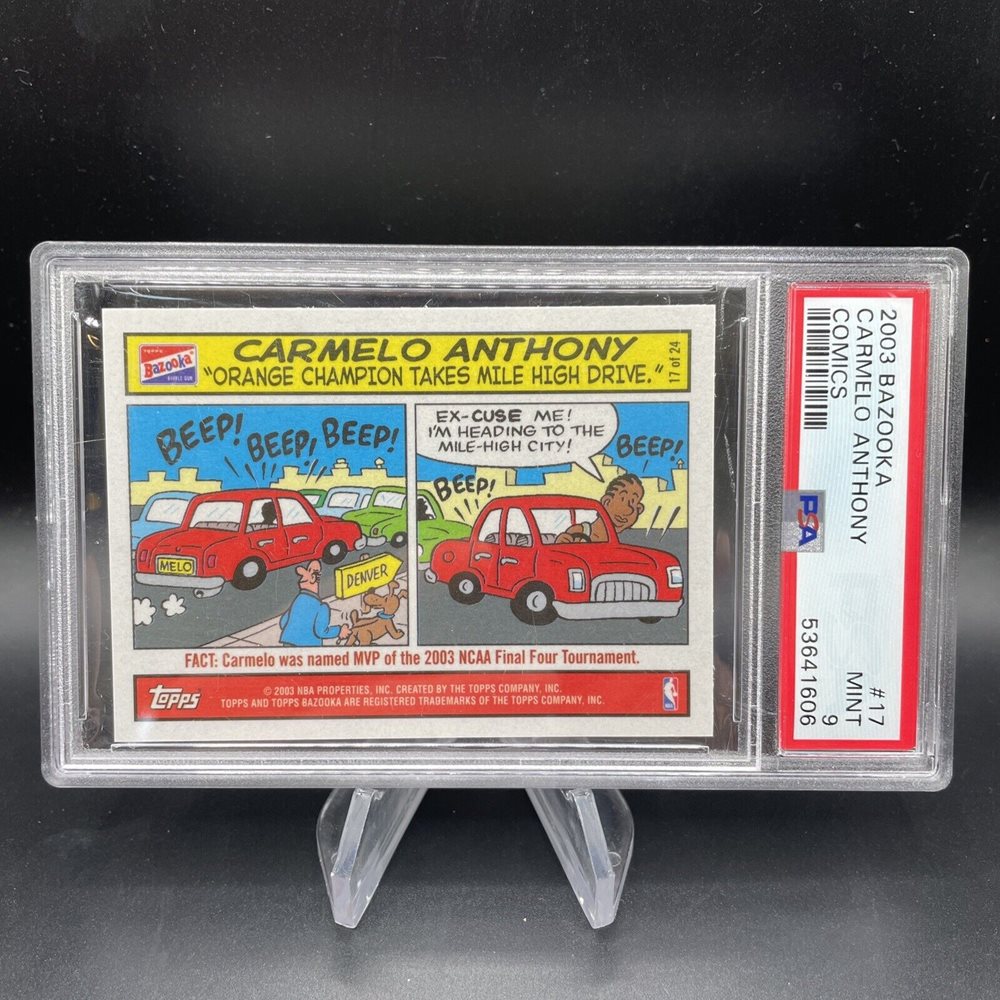 TOPPS
Bazooka
BUBBLE GUM
CARMELO ANTHONY
"ORANGE CHAMPION TAKES MILE HIGH DRIVE."
17 of 24
BEEP!
BEEP, BEEP!
MELO
DENVER
EX-CUSE ME!
I'M HEADING TO THE
MILE-HIGH CITY!
BEEP!
BEEP!
FACT: Carmelo was named MVP of the 2003 NCAA Final Four Tournament.
topps
© 2003 NBA PROPERTIES, INC. CREATED BY THE TOPPS COMPANY, INC.
TOPPS AND TOPPS BAZOOKA ARE REGISTERED TRADEMARKS OF THE TOPPS COMPANY, INC.
NBA
2003 BAZOOKA #17
CARMELO ANTHONY MINT
COMICS 9
PSA 53641606